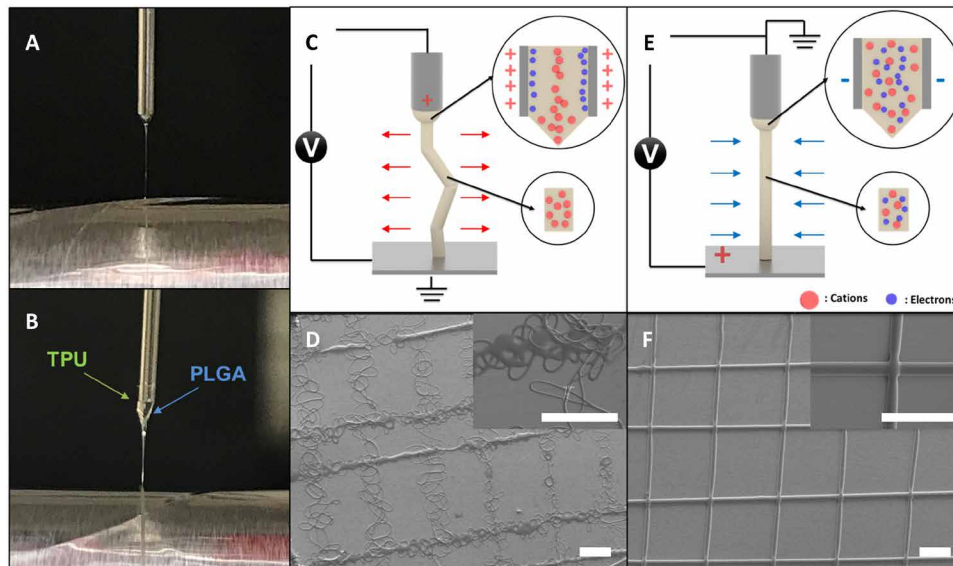 A
B
TPU
PLGA
C
+ + + +
+ + + +
+
V
D
E
- -
V
+
: Cations : Electrons
F